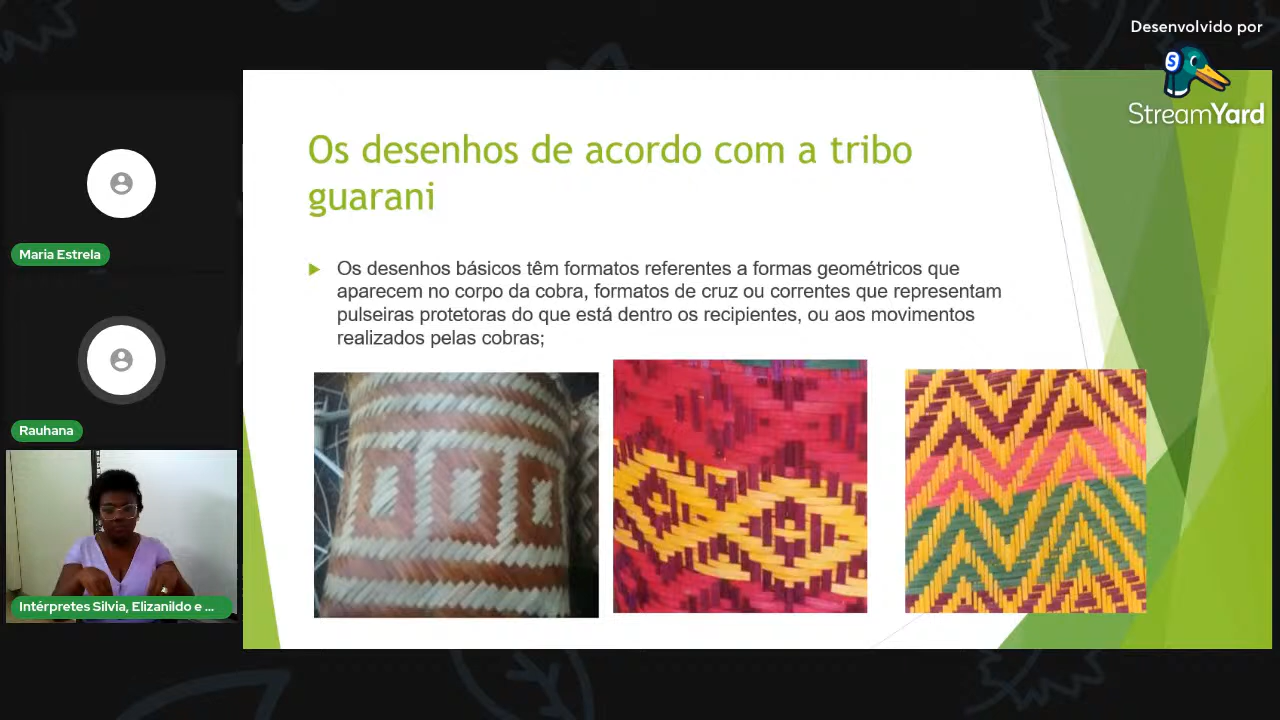 Desenvolvido por
StreamYard
Os desenhos de acordo com a tribo
guarani
Os desenhos básicos têm formatos referentes a formas geométricos que
aparecem no corpo da cobra, formatos de cruz ou correntes que representam
pulseiras protetoras do que está dentro os recipientes, ou aos movimentos
realizados pelas cobras;
Maria Estrela
Rauhana
Intérpretes Silvia, Elizanildo e ...